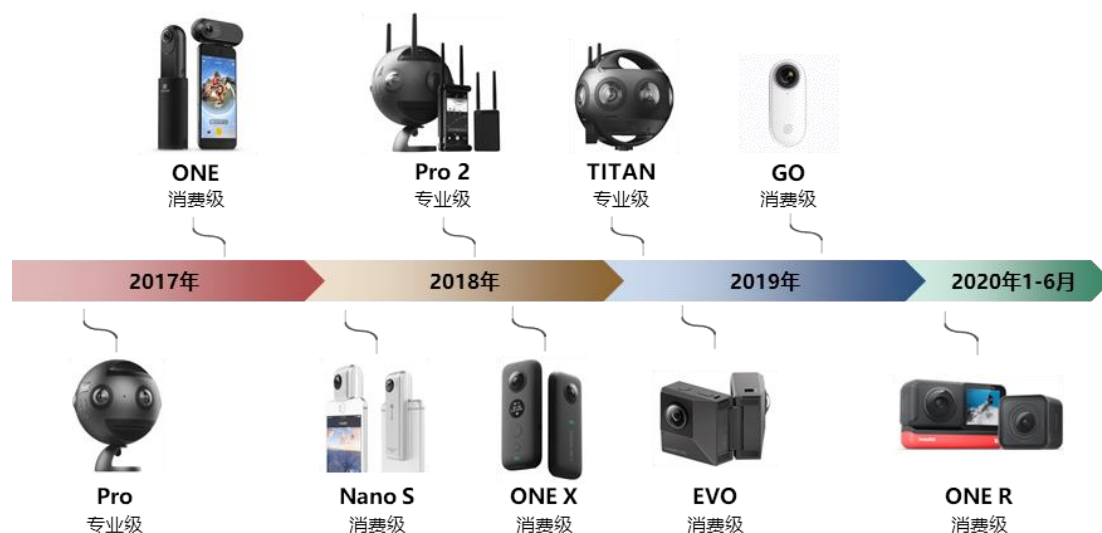 ONE
消费级
Pro 2
专业级
TITAN
专业级
GO
消费级
2017年
2018年
2019年
2020年1-6月
Pro
专业级
Nano S
消费级
ONE X
消费级
EVO
消费级
ONE R
消费级